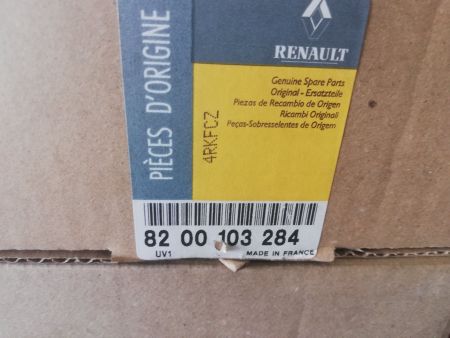 PIÈCES D'ORIGINE
RENAULT
Genuine Spare Parts
Original - Ersatzteile
Piezas de Recambio de Origen
Ricambi Originali
Peças-Sobresselentes de Origem
4RKFCZ
82 00 103 284
UV1 MADE IN FRANCE